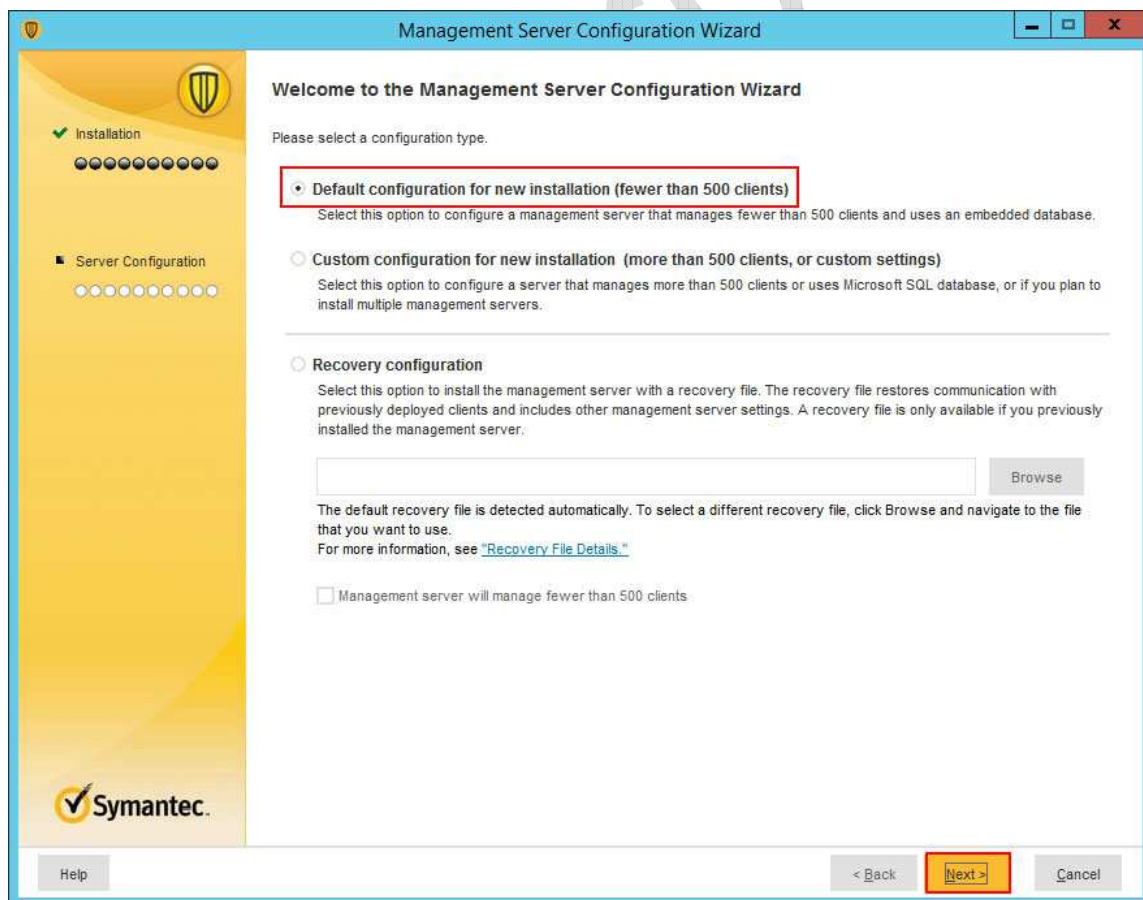 Management Server Configuration Wizard
Installation
Server Configuration
Welcome to the Management Server Configuration Wizard
Please select a configuration type.
Default configuration for new installation (fewer than 500 clients)
Select this option to configure a management server that manages fewer than 500 clients and uses an embedded database.
Custom configuration for new installation (more than 500 clients, or custom settings)
Select this option to configure a server that manages more than 500 clients or uses Microsoft SQL database, or if you plan to
install multiple management servers.
Recovery configuration
Select this option to install the management server with a recovery file. The recovery file restores communication with
previously deployed clients and includes other management server settings. A recovery file is only available if you previously
installed the management server.
Browse
The default recovery file is detected automatically. To select a different recovery file, click Browse and navigate to the file
that you want to use.
For more information, see "Recovery File Details."
Management server will manage fewer than 500 clients
Symantec.
Help
< Back
Next >
Cancel